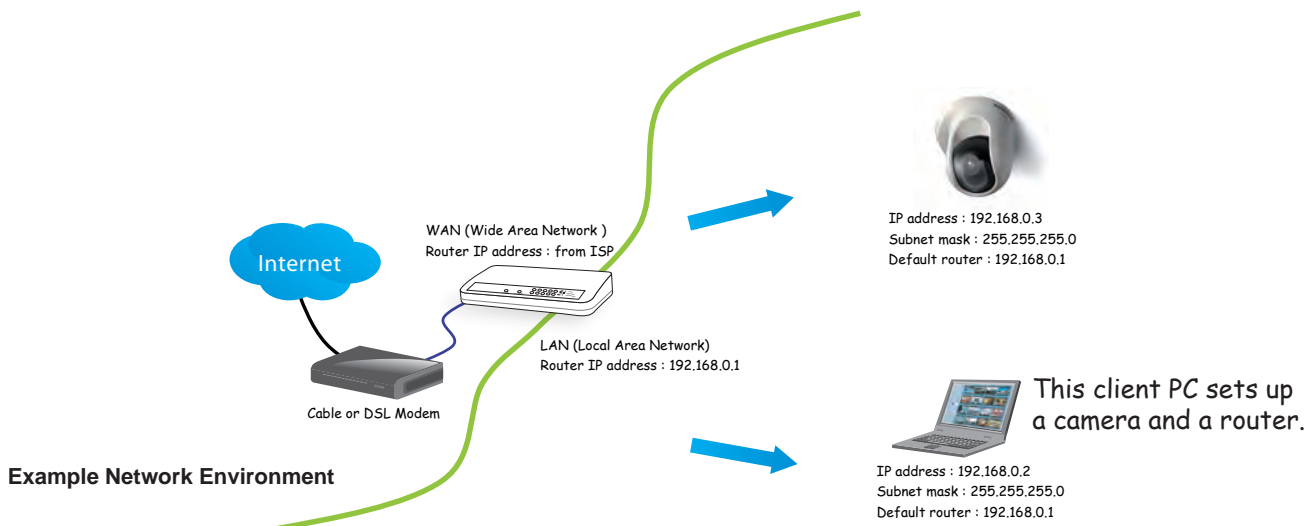 WAN (Wide Area Network )
Router IP address : from ISP
Internet
LAN (Local Area Network)
Router IP address : 192.168.0.1
Cable or DSL Modem
IP address : 192.168.0.3
Subnet mask : 255.255.255.0
Default router : 192.168.0.1
This client PC sets up
a camera and a router.
IP address : 192.168.0.2
Subnet mask : 255.255.255.0
Default router : 192.168.0.1
Example Network Environment